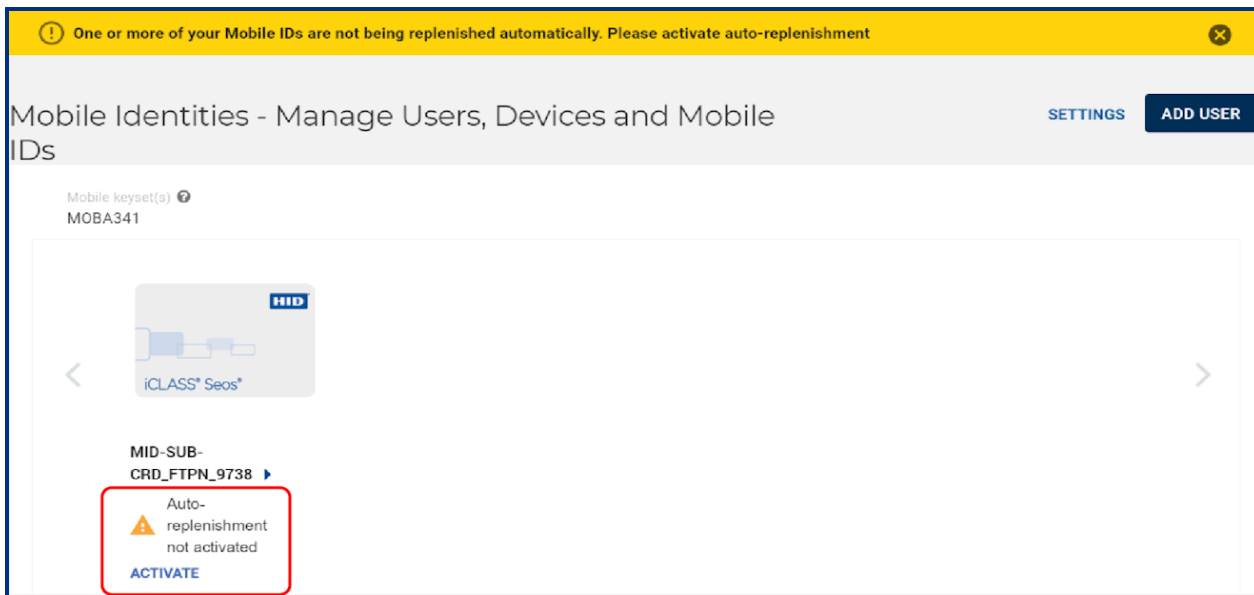 One or more of your Mobile IDs are not being replenished automatically. Please activate auto-replenishment
Mobile Identities - Manage Users, Devices and Mobile
IDs
SETTINGS
ADD USER
Mobile keyset(s)
MOBA341
HID
iCLASS® Seos®
MID-SUB-
CRD_FTPN_9738
Auto-
replenishment
not activated
ACTIVATE